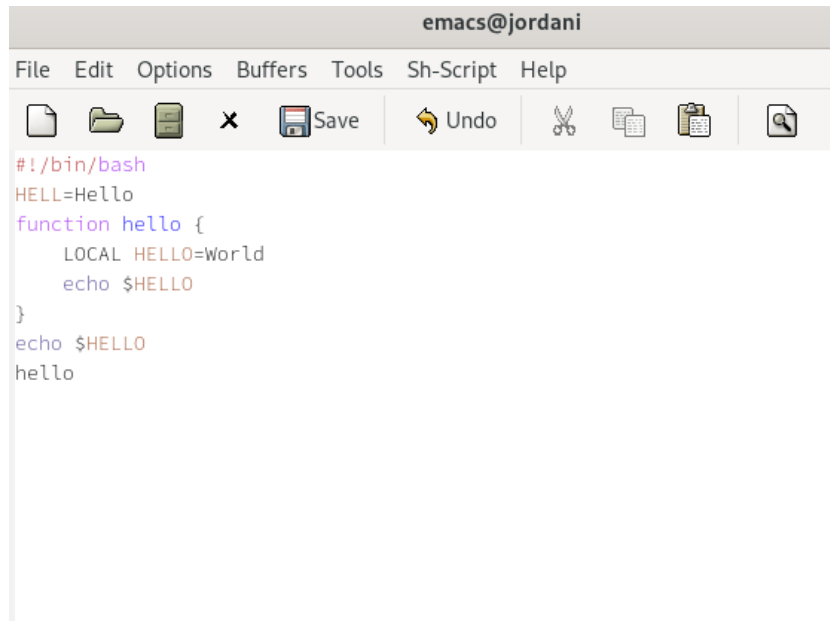 emacs@jordani
File Edit Options Buffers Tools Sh-Script Help
Save Undo
#!/bin/bash
HELL=Hello
function hello {
    LOCAL HELLO=World
    echo $HELLO
}
echo $HELLO
hello